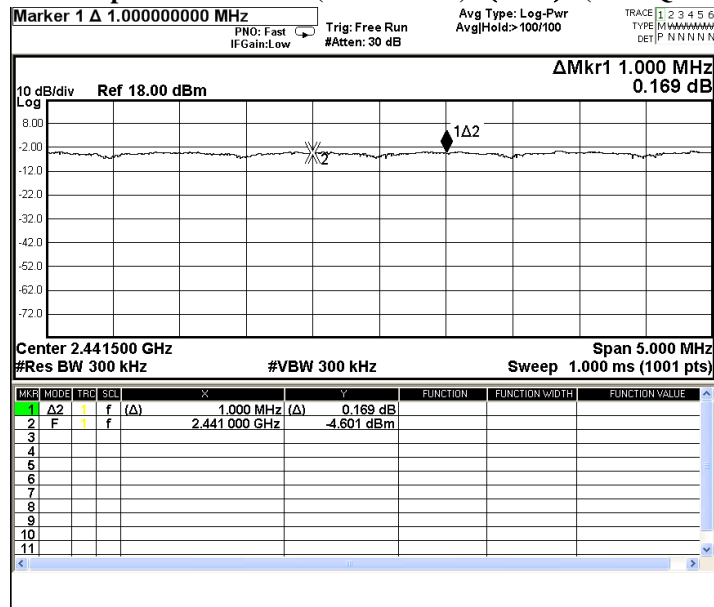 Marker 1 Δ 1.000000000 MHz
PNO: Fast
IFGain:Low
Trig: Free Run
#Atten: 30 dB
Avg Type: Log-Pwr
Avg|Hold:>100/100
TRACE 1 2 3 4 5 6
TYPE M W W W W W
DET P N N N N N
ΔMkr1 1.000 MHz
0.169 dB
10 dB/div Ref 18.00 dBm
Log
8.00
-2.00
-12.0
-22.0
-32.0
-42.0
-52.0
-62.0
-72.0
1Δ2
2
Center 2.441500 GHz
Span 5.000 MHz
#Res BW 300 kHz #VBW 300 kHz Sweep 1.000 ms (1001 pts)
MKR MODE TRC SCL X Y FUNCTION FUNCTION WIDTH FUNCTION VALUE
1 Δ2 1 f (Δ) 1.000 MHz (Δ) 0.169 dB
2 F 1 f 2.441 000 GHz -4.601 dBm
3
4
5
6
7
8
9
10
11